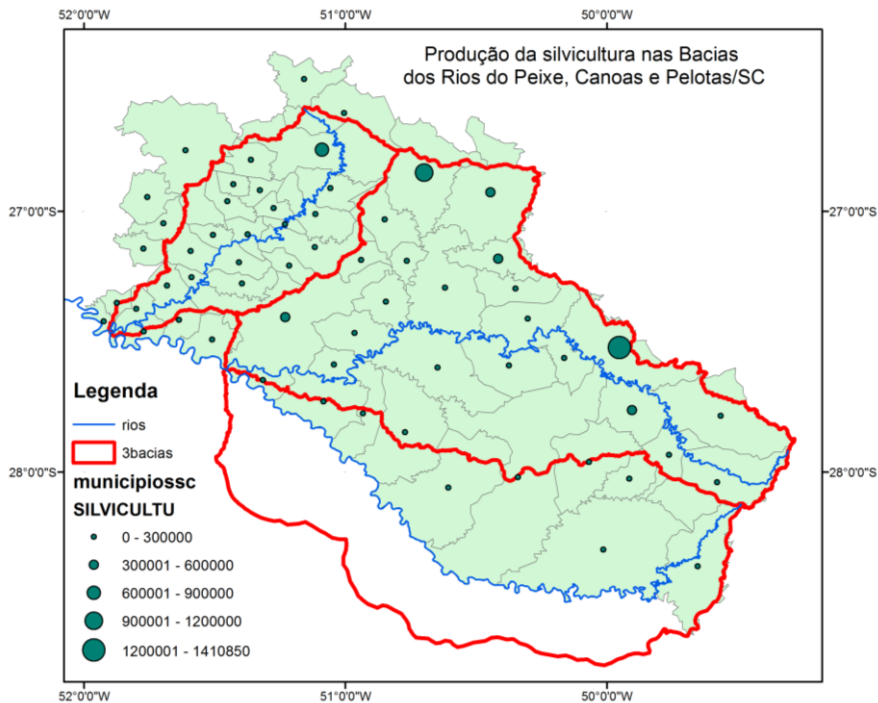 52°0'0"W
51°0'0"W
50°0'0"W
Produção da silvicultura nas Bacias
dos Rios do Peixe, Canoas e Pelotas/SC
27°0'0"S
27°0'0"S
Legenda
rios
3bacias
28°0'0"S
28°0'0"S
municipiossc
SILVICULTU
0 - 300000
300001 - 600000
600001 - 900000
900001 - 1200000
1200001 - 1410850
52°0'0"W
51°0'0"W
50°0'0"W